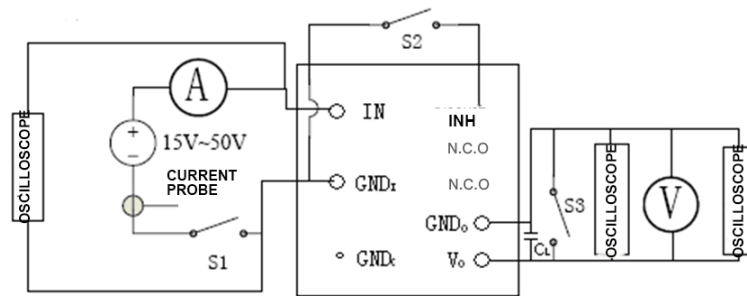 S2
A
IN
INH
OSCILLOSCOPE
15V~50V
N.C.O
CURRENT
PROBE
GNDI
N.C.O
S1
GNDC
GNDO
VO
CL
S3
OSCILLOSCOPE
V
OSCILLOSCOPE